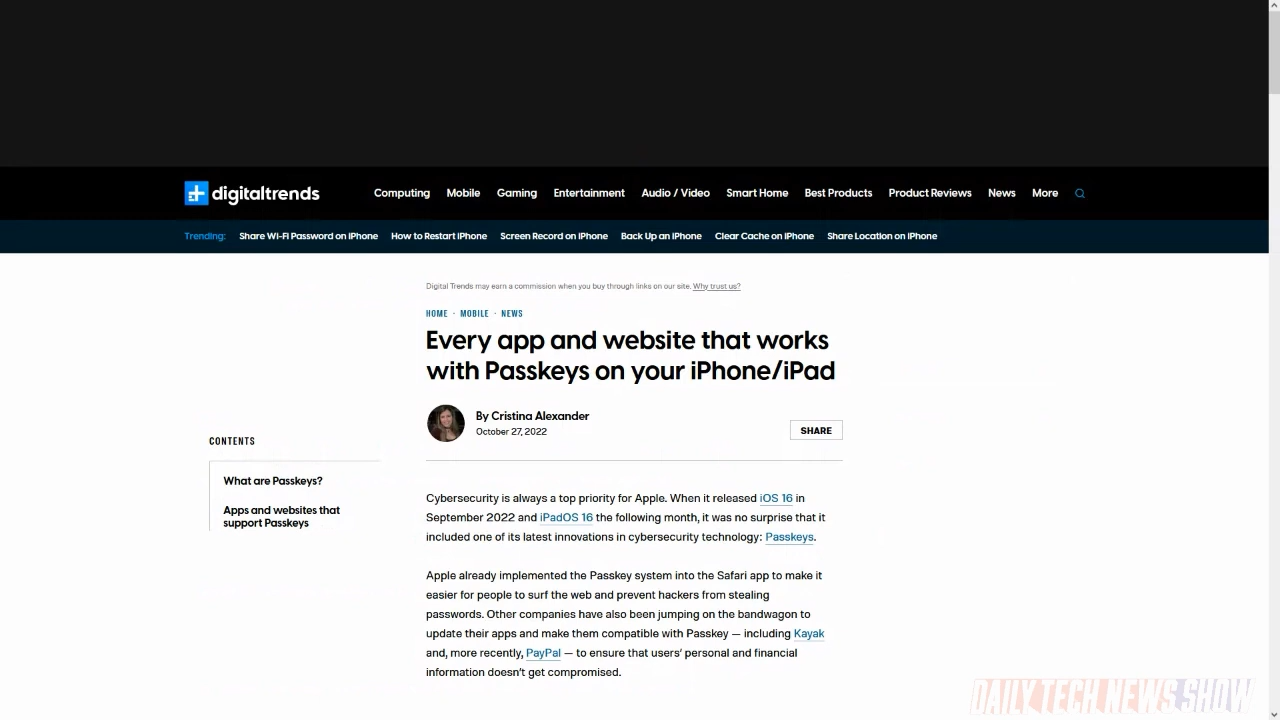 digitaltrends
Computing Mobile Gaming Entertainment Audio / Video Smart Home Best Products Product Reviews News More
Trending: Share Wi-Fi Password on iPhone How to Restart iPhone Screen Record on iPhone Back Up an iPhone Clear Cache on iPhone Share Location on iPhone
Digital Trends may earn a commission when you buy through links on our site. Why trust us?
HOME · MOBILE · NEWS
Every app and website that works
with Passkeys on your iPhone/iPad
By Cristina Alexander
October 27, 2022
SHARE
CONTENTS
What are Passkeys?
Apps and websites that
support Passkeys
Cybersecurity is always a top priority for Apple. When it released iOS 16 in
September 2022 and iPadOS 16 the following month, it was no surprise that it
included one of its latest innovations in cybersecurity technology: Passkeys.
Apple already implemented the Passkey system into the Safari app to make it
easier for people to surf the web and prevent hackers from stealing
passwords. Other companies have also been jumping on the bandwagon to
update their apps and make them compatible with Passkey — including Kayak
and, more recently, PayPal — to ensure that users' personal and financial
information doesn't get compromised.
DAILY TECH NEWS SHOW